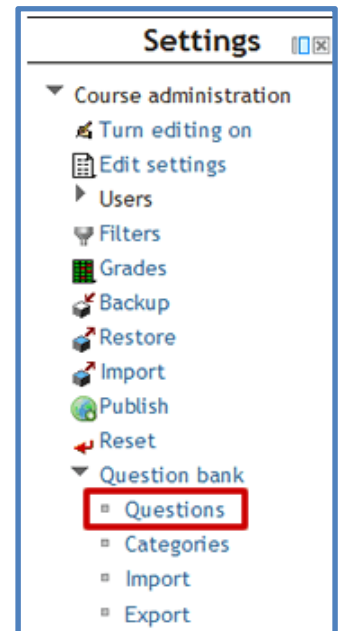 Settings
Course administration
Turn editing on
Edit settings
Users
Filters
Grades
Backup
Restore
Import
Publish
Reset
Question bank
Questions
Categories
Import
Export